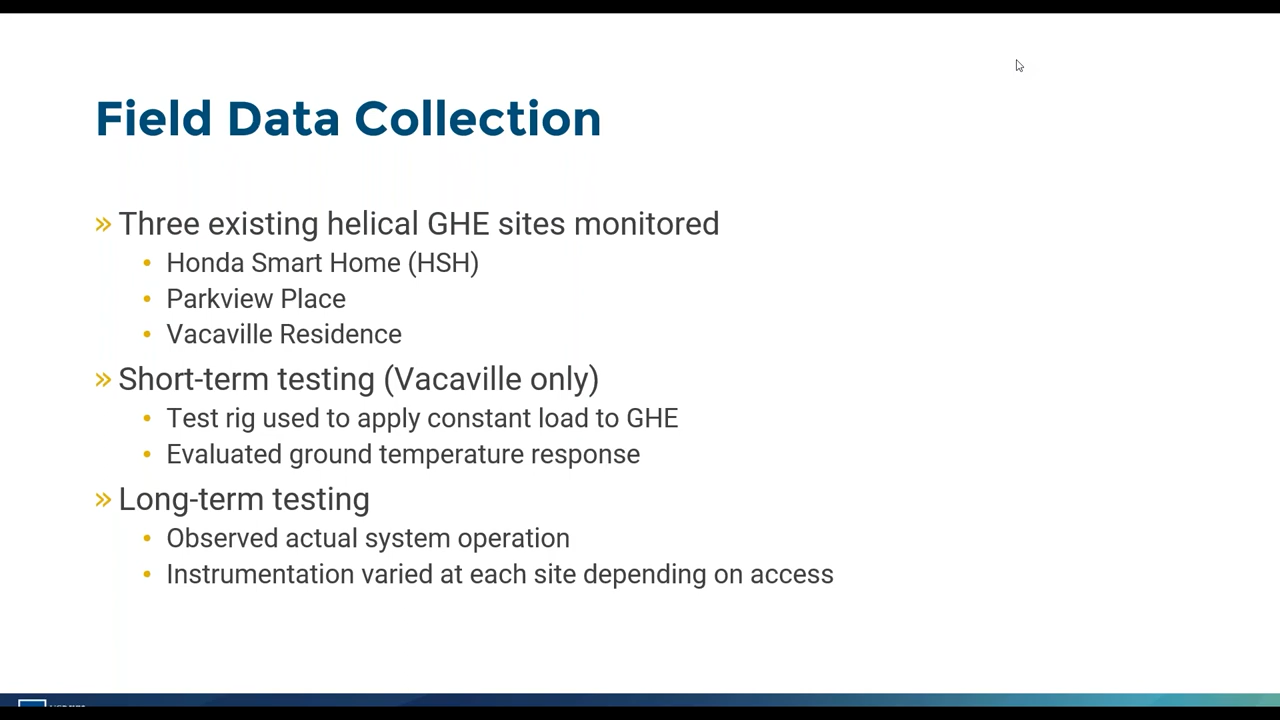 Field Data Collection
» Three existing helical GHE sites monitored
• Honda Smart Home (HSH)
• Parkview Place
• Vacaville Residence
» Short-term testing (Vacaville only)
• Test rig used to apply constant load to GHE
• Evaluated ground temperature response
» Long-term testing
• Observed actual system operation
• Instrumentation varied at each site depending on access